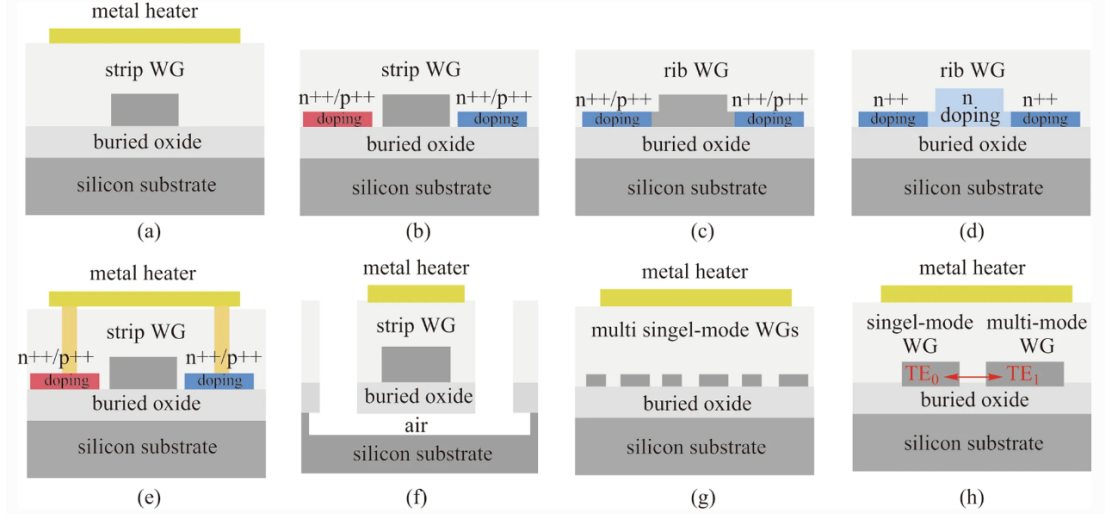 metal heater
strip WG
buried oxide
silicon substrate
(a)
strip WG
n++/p++ n++/p++
doping doping
buried oxide
silicon substrate
(b)
rib WG
n++/p++ n++/p++
doping doping
buried oxide
silicon substrate
(c)
rib WG
n++ n n++
doping doping doping
buried oxide
silicon substrate
(d)
metal heater
strip WG
n++/p++ n++/p++
doping doping
buried oxide
silicon substrate
(e)
metal heater
strip WG
buried oxide
air
silicon substrate
(f)
metal heater
multi singel-mode WGs
buried oxide
silicon substrate
(g)
metal heater
singel-mode multi-mode
WG WG
TE₀ TE₁
buried oxide
silicon substrate
(h)